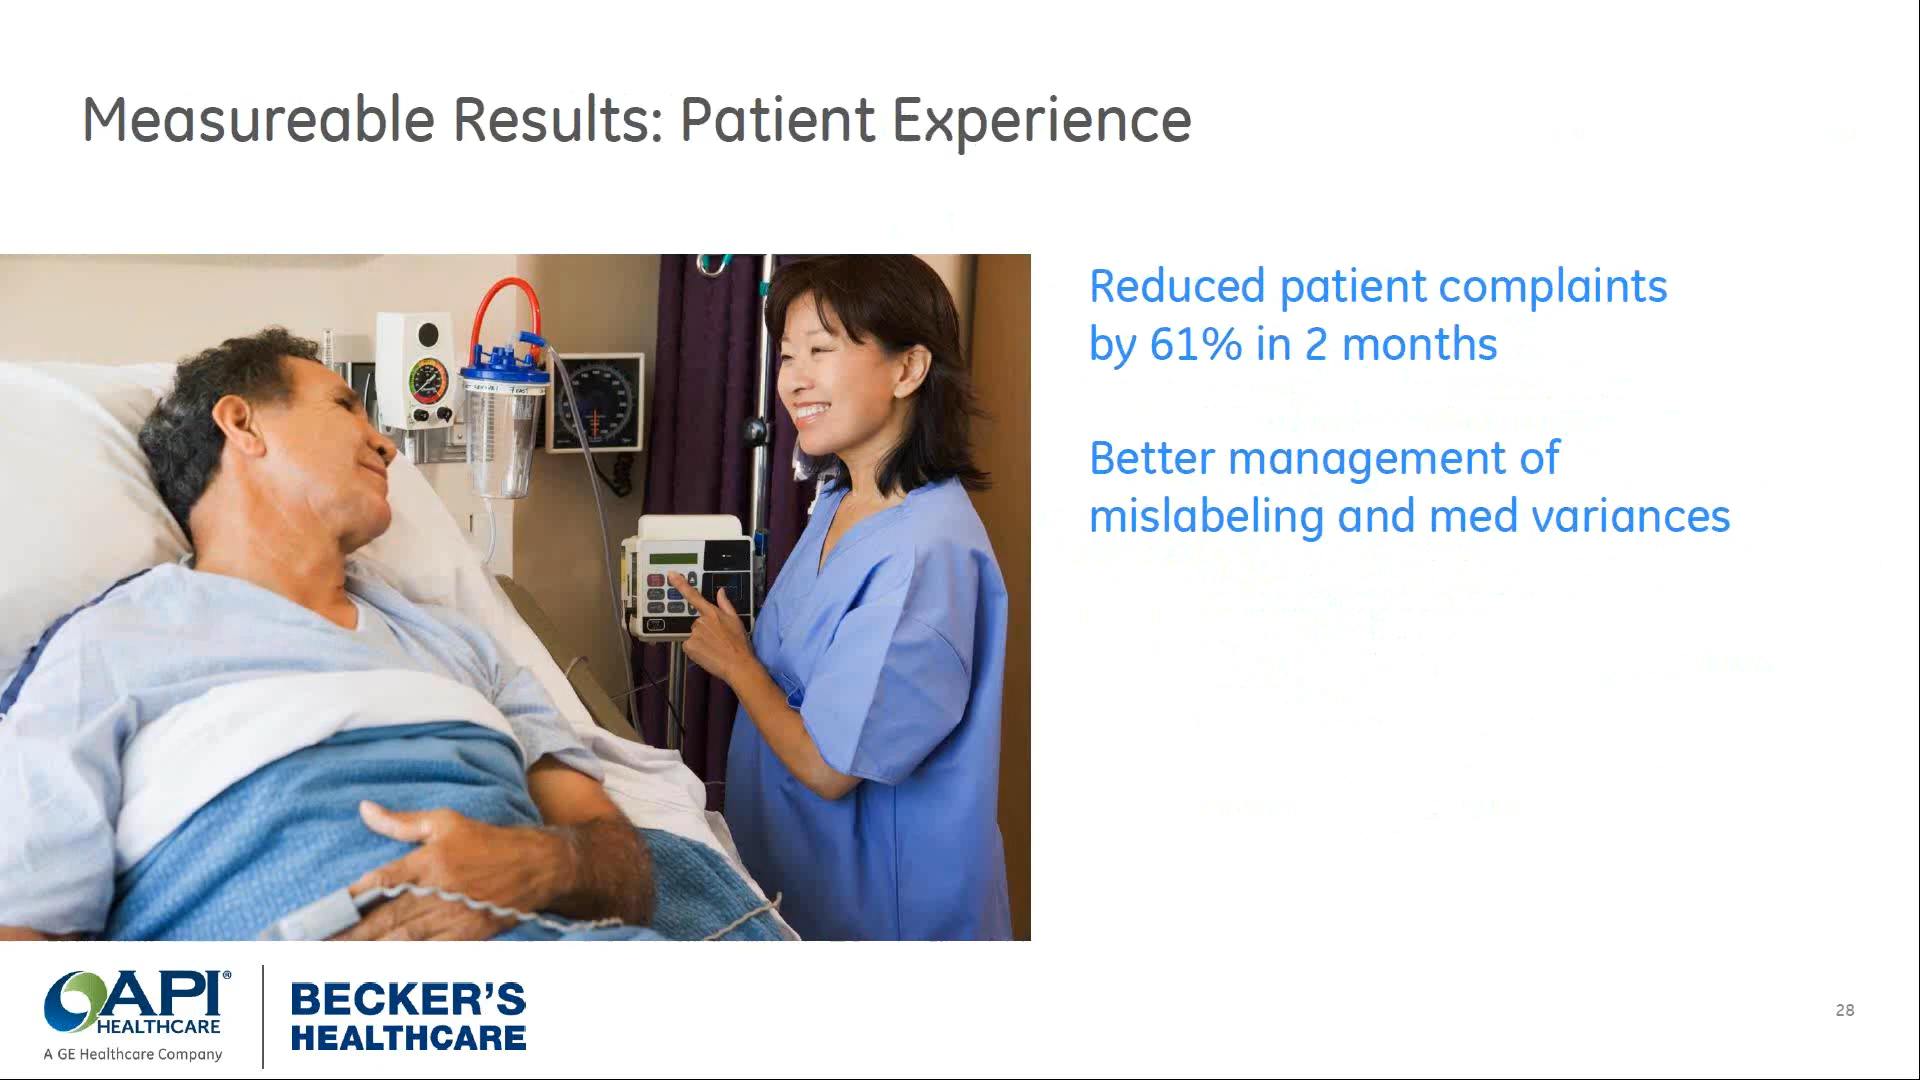 Measureable Results: Patient Experience
Reduced patient complaints
by 61% in 2 months
Better management of
mislabeling and med variances
API®
HEALTHCARE
A GE Healthcare Company
BECKER'S
HEALTHCARE
28